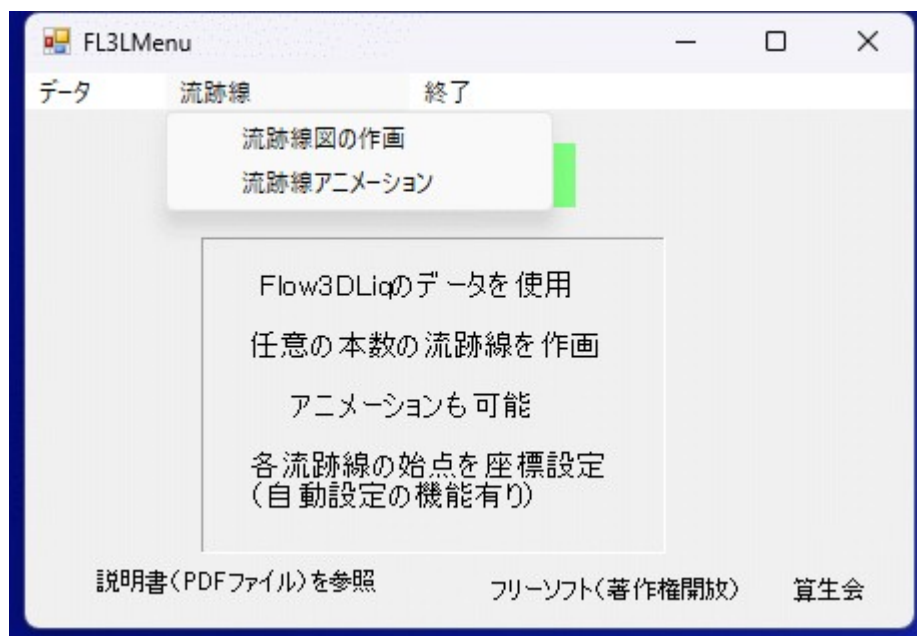 FL3LMenu
データ 流跡線 終了
流跡線図の作画
流跡線アニメーション
Flow3DLiqのデータを使用
任意の本数の流跡線を作画
アニメーションも可能
各流跡線の始点を座標設定
(自動設定の機能有り)
説明書(PDFファイル)を参照
フリーソフト(著作権開放) 算生会